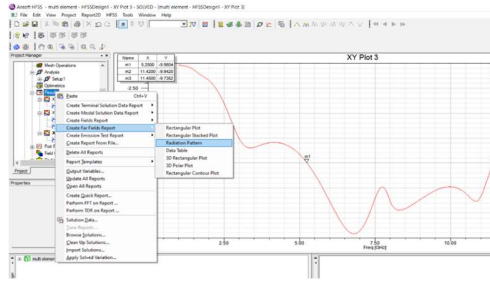 Ansoft HFSS - multi element - HFSSDesign1 - XY Plot 3 - SOLVED - [multi element - HFSSDesign1 - XY Plot 3]
File Edit View Project Report2D HFSS Tools Window Help
Project Manager
Mesh Operations
Analysis
Setup1
Optimetrics
Project
Properties
Paste Ctrl+V
Create Terminal Solution Data Report
Create Modal Solution Data Report
Create Fields Report
Create Far Fields Report
Create Emission Test Report
Create Report From File...
Delete All Reports
Report Templates
Output Variables...
Update All Reports
Open All Reports
Create Quick Report...
Perform FFT on Report ...
Perform TDR on Report ...
Solution Data...
Browse Solutions...
Clean Up Solutions...
Import Solutions...
Apply Solved Variation...
Rectangular Plot
Rectangular Stacked Plot
Radiation Pattern
Data Table
3D Rectangular Plot
3D Polar Plot
Rectangular Contour Plot
XY Plot 3
Name X Y
m1
m2
m3
-2.50
m1
2.50 5.00 7.50 10.00
Freq [GHz]
multi element